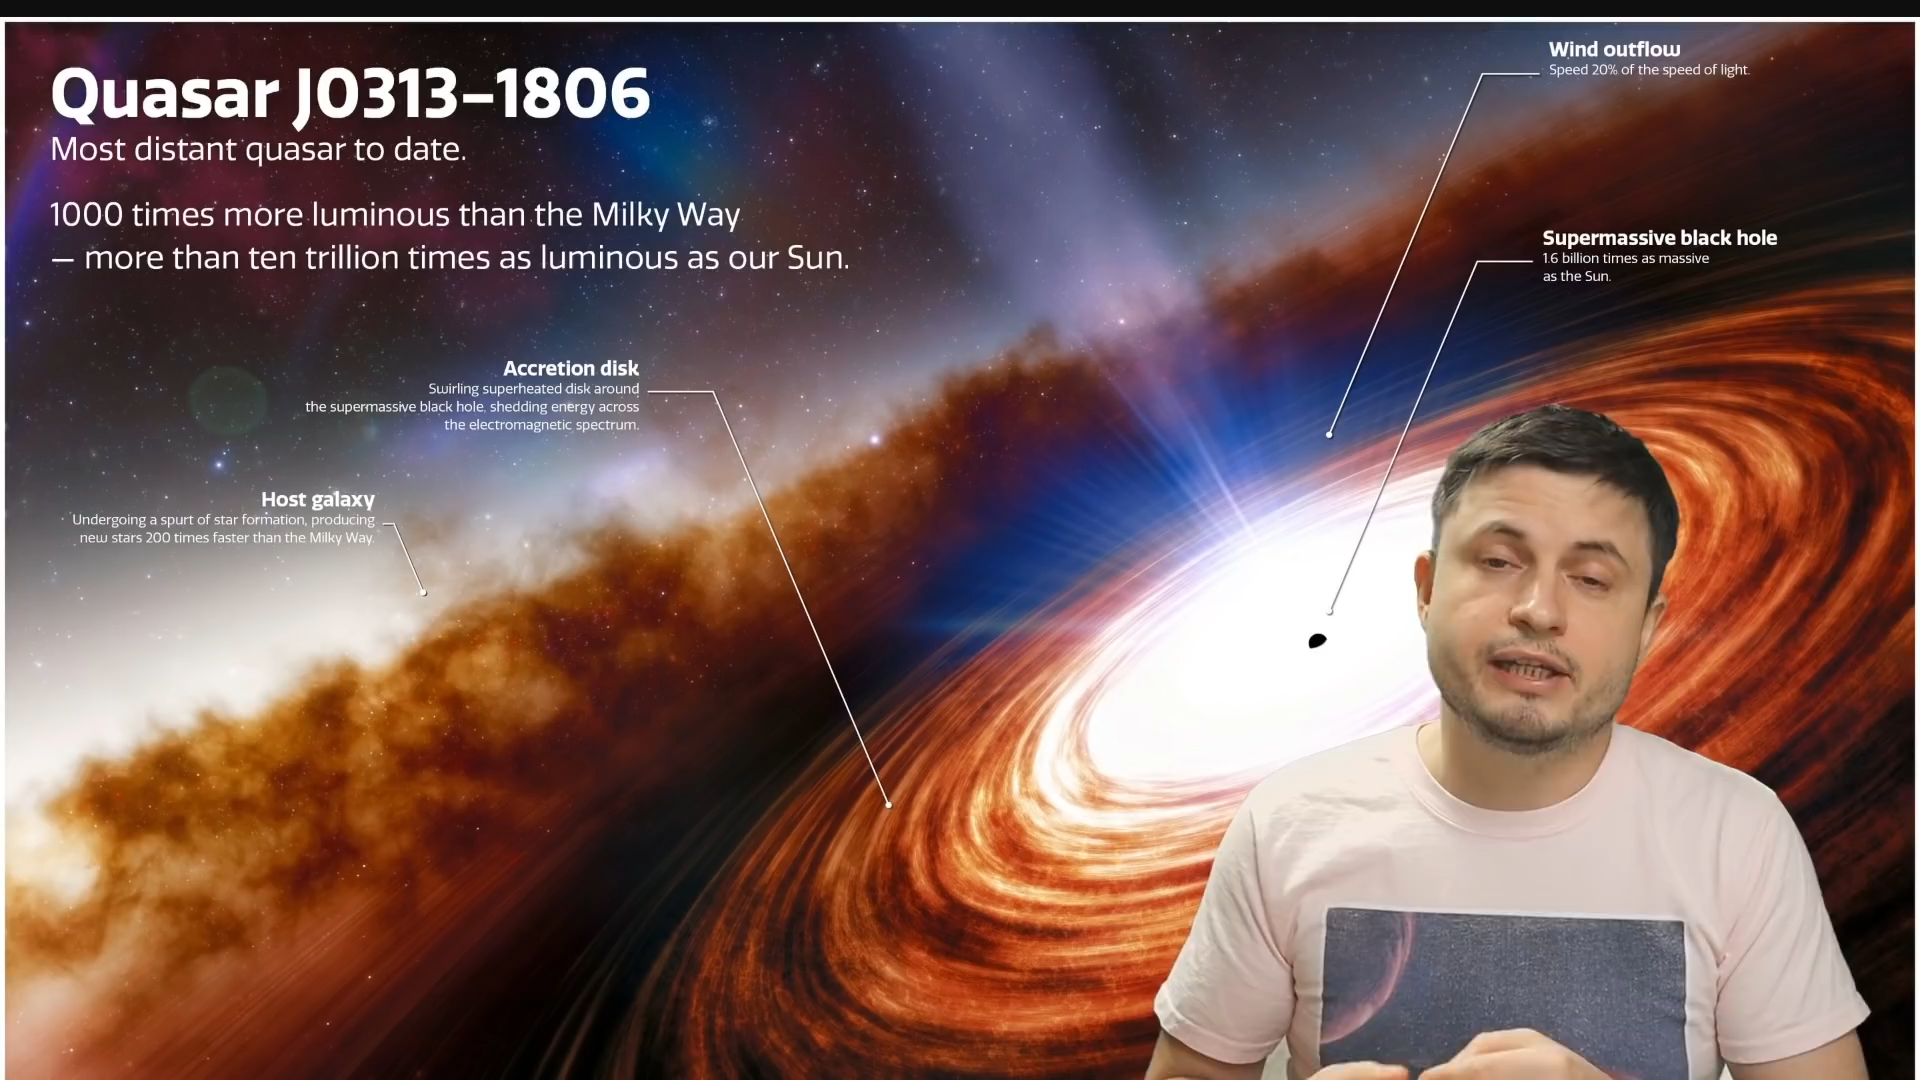 Quasar J0313–1806
Most distant quasar to date.
1000 times more luminous than the Milky Way
– more than ten trillion times as luminous as our Sun.
Wind outflow
Speed 20% of the speed of light.
Supermassive black hole
1.6 billion times as massive
as the Sun.
Accretion disk
Swirling superheated disk around
the supermassive black hole, shedding energy across
the electromagnetic spectrum.
Host galaxy
Undergoing a spurt of star formation, producing
new stars 200 times faster than the Milky Way.